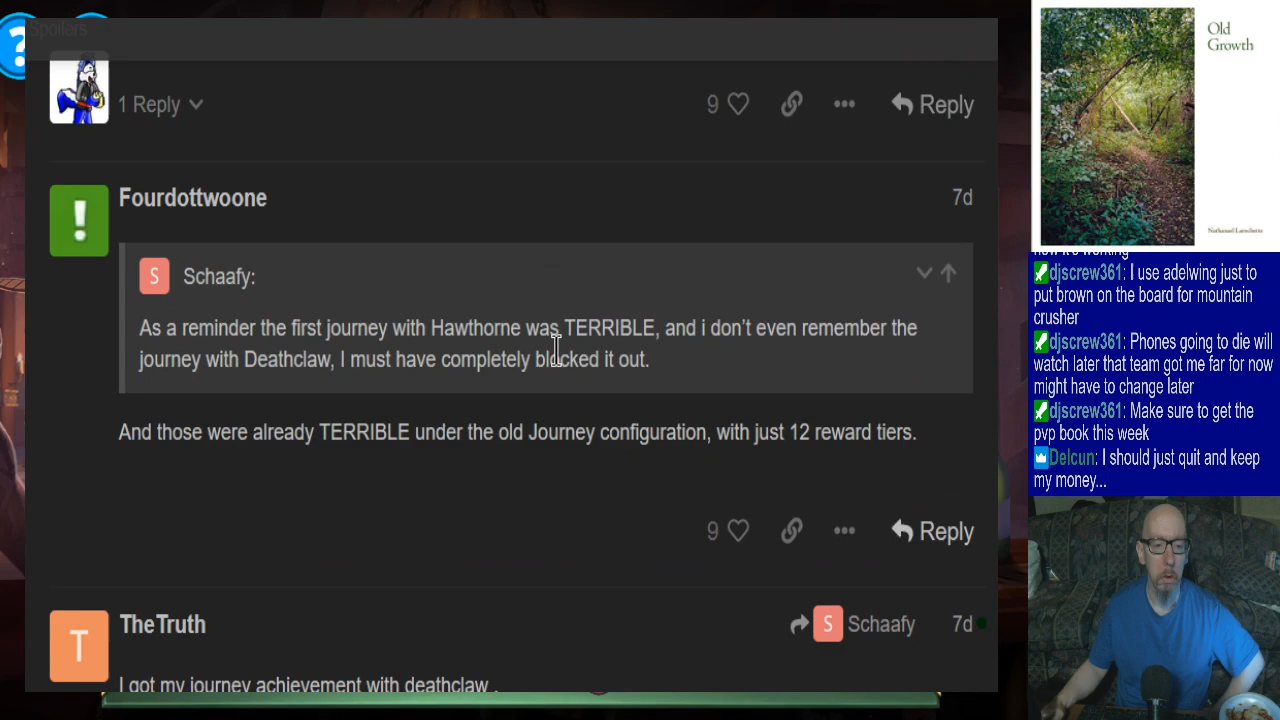 Spoilers
1 Reply
9
Reply
Fourdottwoone
7d
S Schaafy:
As a reminder the first journey with Hawthorne was TERRIBLE, and i don't even remember the
journey with Deathclaw, I must have completely blocked it out.
And those were already TERRIBLE under the old Journey configuration, with just 12 reward tiers.
9
Reply
T
TheTruth
S Schaafy
7d
I got my journey achievement with deathclaw .
Old
Growth
now it's working
djscrew361: I use adelwing just to
put brown on the board for mountain
crusher
djscrew361: Phones going to die will
watch later that team got me far for now
might have to change later
djscrew361: Make sure to get the
pvp book this week
Delcun: I should just quit and keep
my money...